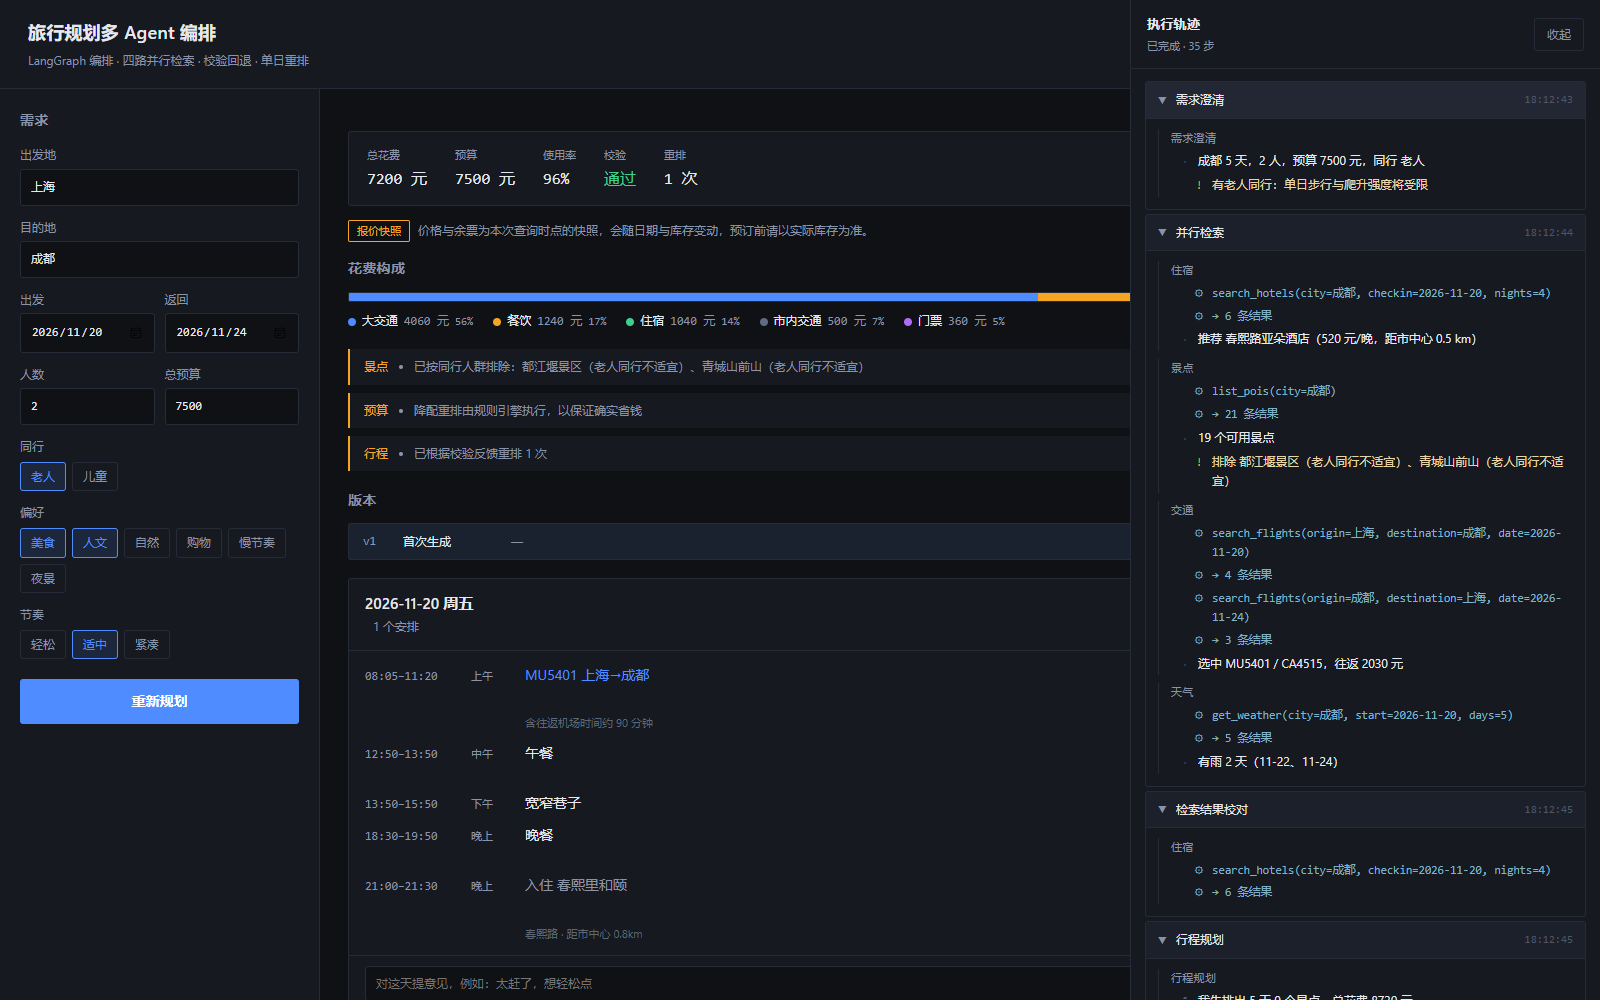 旅行规划多 Agent 编排
LangGraph 编排 · 四路并行检索 · 校验回退 · 单日重排
需求
出发地
上海
目的地
成都
出发 返回
2026/11/20 2026/11/24
人数 总预算
2 7500
同行
老人 儿童
偏好
美食 人文 自然 购物 慢节奏
夜景
节奏
轻松 适中 紧凑
重新规划
总花费 预算 使用率 校验 重排
7200 元 7500 元 96% 通过 1 次
报价快照 价格与余票为本次查询时点的快照，会随日期与库存变动，预订前请以实际库存为准。
花费构成
大交通 4060 元 56% 餐饮 1240 元 17% 住宿 1040 元 14% 市内交通 500 元 7% 门票 360 元 5%
景点 • 已按同行人群排除：都江堰景区（老人同行不适宜）、青城山前山（老人同行不适宜）
预算 • 降配重排由规则引擎执行，以保证确实省钱
行程 • 已根据校验反馈重排 1 次
版本
v1 首次生成 —
2026-11-20 周五
1 个安排
08:05–11:20 上午 MU5401 上海→成都
含往返机场时间约 90 分钟
12:50–13:50 中午 午餐
13:50–15:50 下午 宽窄巷子
18:30–19:50 晚上 晚餐
21:00–21:30 晚上 入住 春熙里和颐
春熙路 · 距市中心 0.8km
对这天提意见，例如：太赶了，想轻松点
执行轨迹
已完成 · 35 步
收起
▼ 需求澄清 18:12:43
需求澄清
· 成都 5 天，2 人，预算 7500 元，同行 老人
! 有老人同行：单日步行与爬升强度将受限
▼ 并行检索 18:12:44
住宿
⚙ search_hotels(city=成都, checkin=2026-11-20, nights=4)
⚙ → 6 条结果
· 推荐 春熙路亚朵酒店（520 元/晚，距市中心 0.5 km）
景点
⚙ list_pois(city=成都)
⚙ → 21 条结果
· 19 个可用景点
! 排除 都江堰景区（老人同行不适宜）、青城山前山（老人同行不适
宜）
交通
⚙ search_flights(origin=上海, destination=成都, date=2026-
11-20)
⚙ → 4 条结果
⚙ search_flights(origin=成都, destination=上海, date=2026-
11-24)
⚙ → 3 条结果
· 选中 MU5401 / CA4515，往返 2030 元
天气
⚙ get_weather(city=成都, start=2026-11-20, days=5)
⚙ → 5 条结果
· 有雨 2 天（11-22、11-24）
▼ 检索结果校对 18:12:45
住宿
⚙ search_hotels(city=成都, checkin=2026-11-20, nights=4)
⚙ → 6 条结果
▼ 行程规划 18:12:45
行程规划